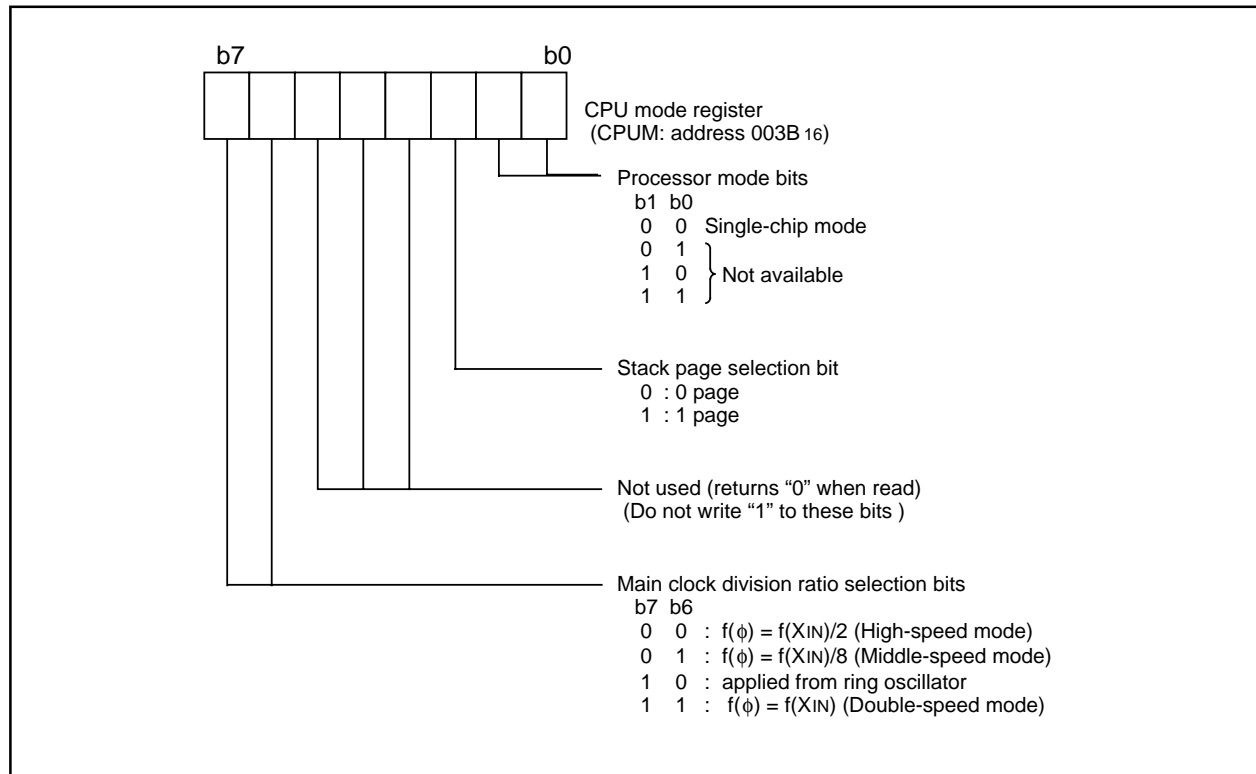 b7 b0
CPU mode register
(CPUM: address 003B 16)
Processor mode bits
b1 b0
0 0 Single-chip mode
0 1
1 0 Not available
1 1
Stack page selection bit
0 : 0 page
1 : 1 page
Not used (returns “0” when read)
(Do not write “1” to these bits )
Main clock division ratio selection bits
b7 b6
0 0 : f(ϕ) = f(XIN)/2 (High-speed mode)
0 1 : f(ϕ) = f(XIN)/8 (Middle-speed mode)
1 0 : applied from ring oscillator
1 1 : f(ϕ) = f(XIN) (Double-speed mode)